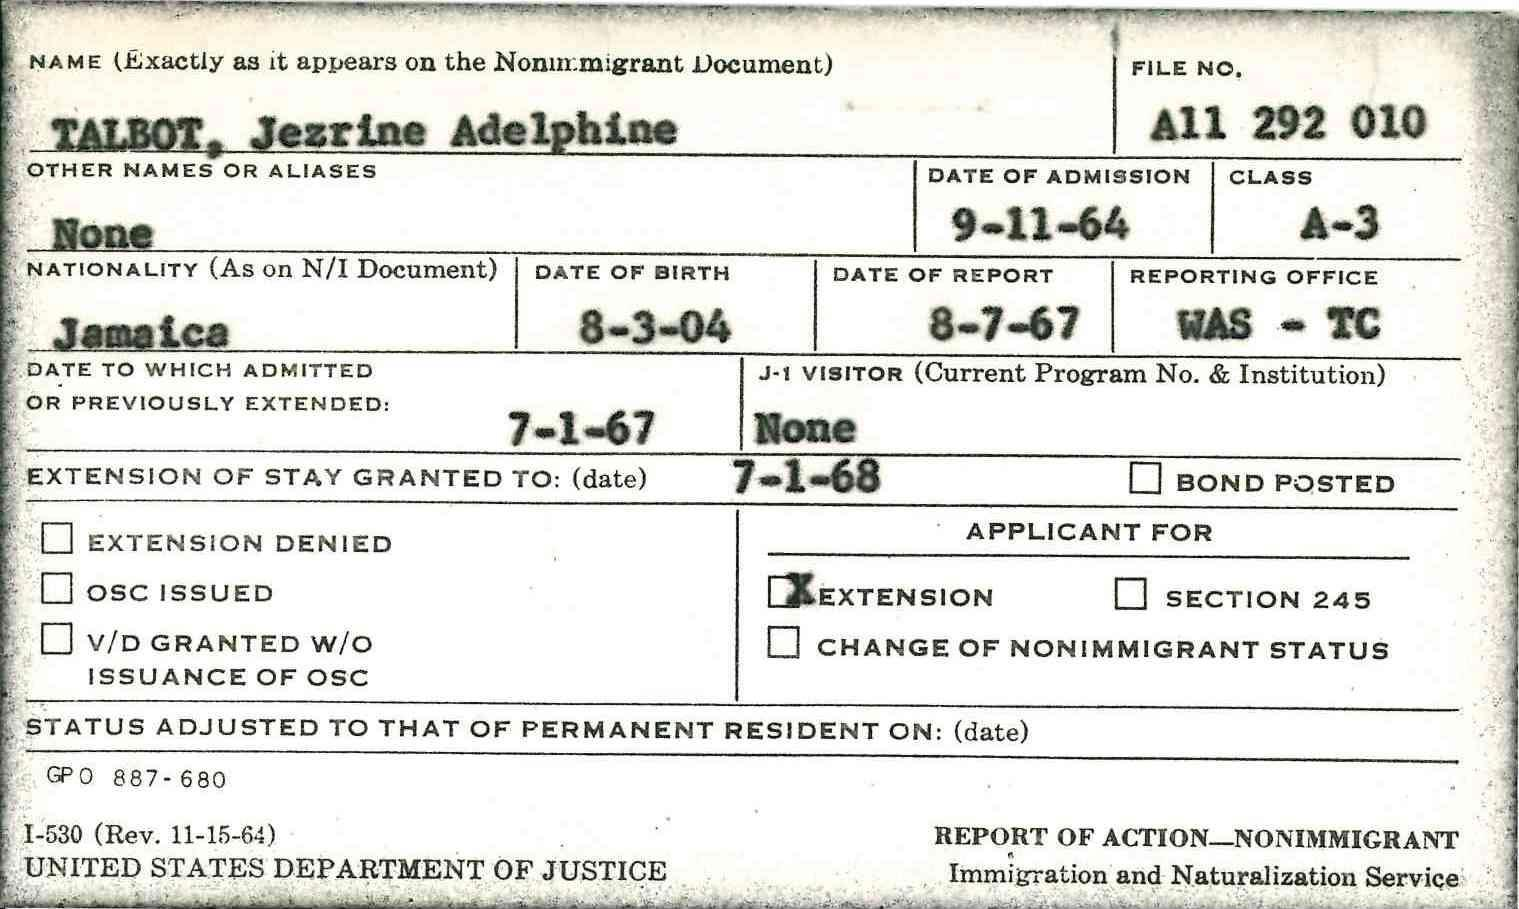 NAME (Exactly as it appears on the Nonimmigrant Document)
FILE NO.
TALBOT, Jezrine Adelphine
A11 292 010
OTHER NAMES OR ALIASES
DATE OF ADMISSION
CLASS
None
9-11-64
A-3
NATIONALITY (As on N/I Document)
DATE OF BIRTH
DATE OF REPORT
REPORTING OFFICE
Jamaica
8-3-04
8-7-67
WAS - TC
DATE TO WHICH ADMITTED
OR PREVIOUSLY EXTENDED:
7-1-67
J-1 VISITOR (Current Program No. & Institution)
None
EXTENSION OF STAY GRANTED TO: (date) 7-1-68
BOND POSTED
EXTENSION DENIED
OSC ISSUED
V/D GRANTED W/O
ISSUANCE OF OSC
APPLICANT FOR
X EXTENSION
SECTION 245
CHANGE OF NONIMMIGRANT STATUS
STATUS ADJUSTED TO THAT OF PERMANENT RESIDENT ON: (date)
GPO 887-680
I-530 (Rev. 11-15-64)
UNITED STATES DEPARTMENT OF JUSTICE
REPORT OF ACTION—NONIMMIGRANT
Immigration and Naturalization Service